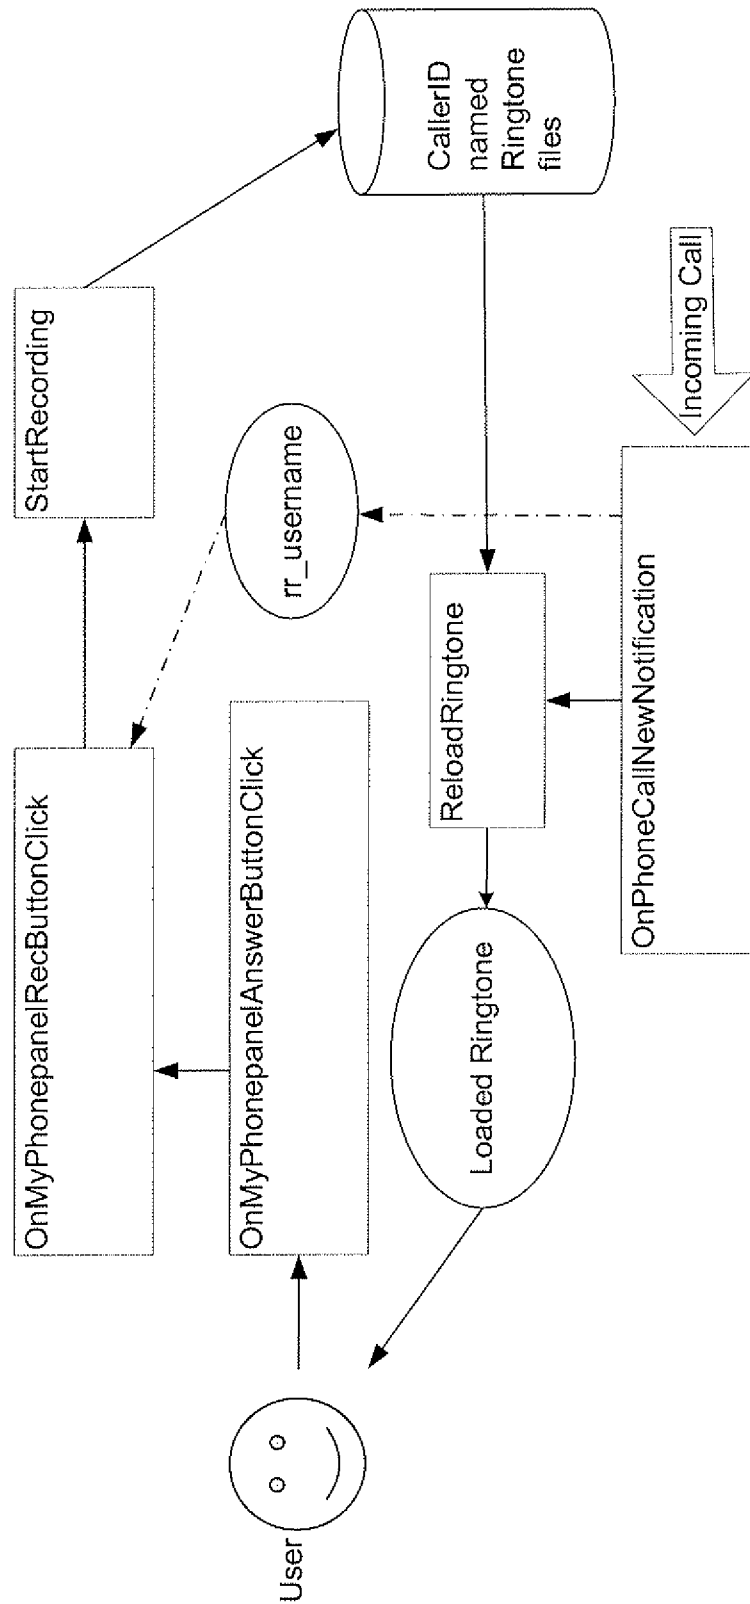 User
OnMyPhonepanelRecButtonClick
StartRecording
OnMyPhonepanelAnswerButtonClick
rr_username
CallerID
named
Ringtone
files
Loaded Ringtone
ReloadRingtone
OnPhoneCallNewNotification
Incoming Call